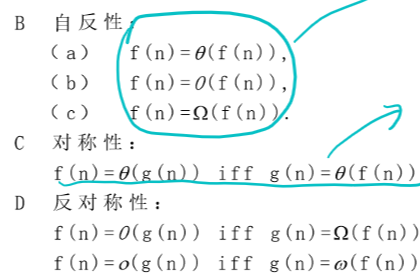 B 自反性:
(a) f(n)=θ(f(n)),
(b) f(n)=O(f(n)),
(c) f(n)=Ω(f(n)).
C 对称性:
f(n)=θ(g(n)) iff g(n)=θ(f(n))
D 反对称性:
f(n)=O(g(n)) iff g(n)=Ω(f(n))
f(n)=o(g(n)) iff g(n)=ω(f(n))